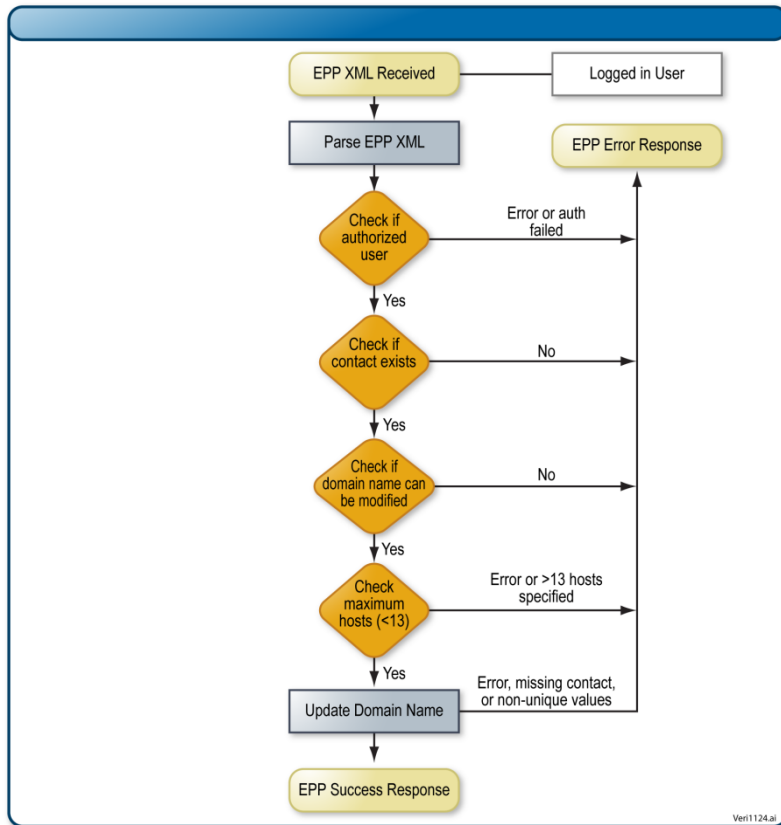 EPP XML Received
Logged in User
Parse EPP XML
EPP Error Response
Check if
authorized
user
Error or auth
failed
Yes
Check if
contact exists
No
Yes
Check if
domain name can
be modified
No
Yes
Check
maximum
hosts (<13)
Error or >13 hosts
specified
Yes
Update Domain Name
Error, missing contact,
or non-unique values
EPP Success Response
Veri1124.ai